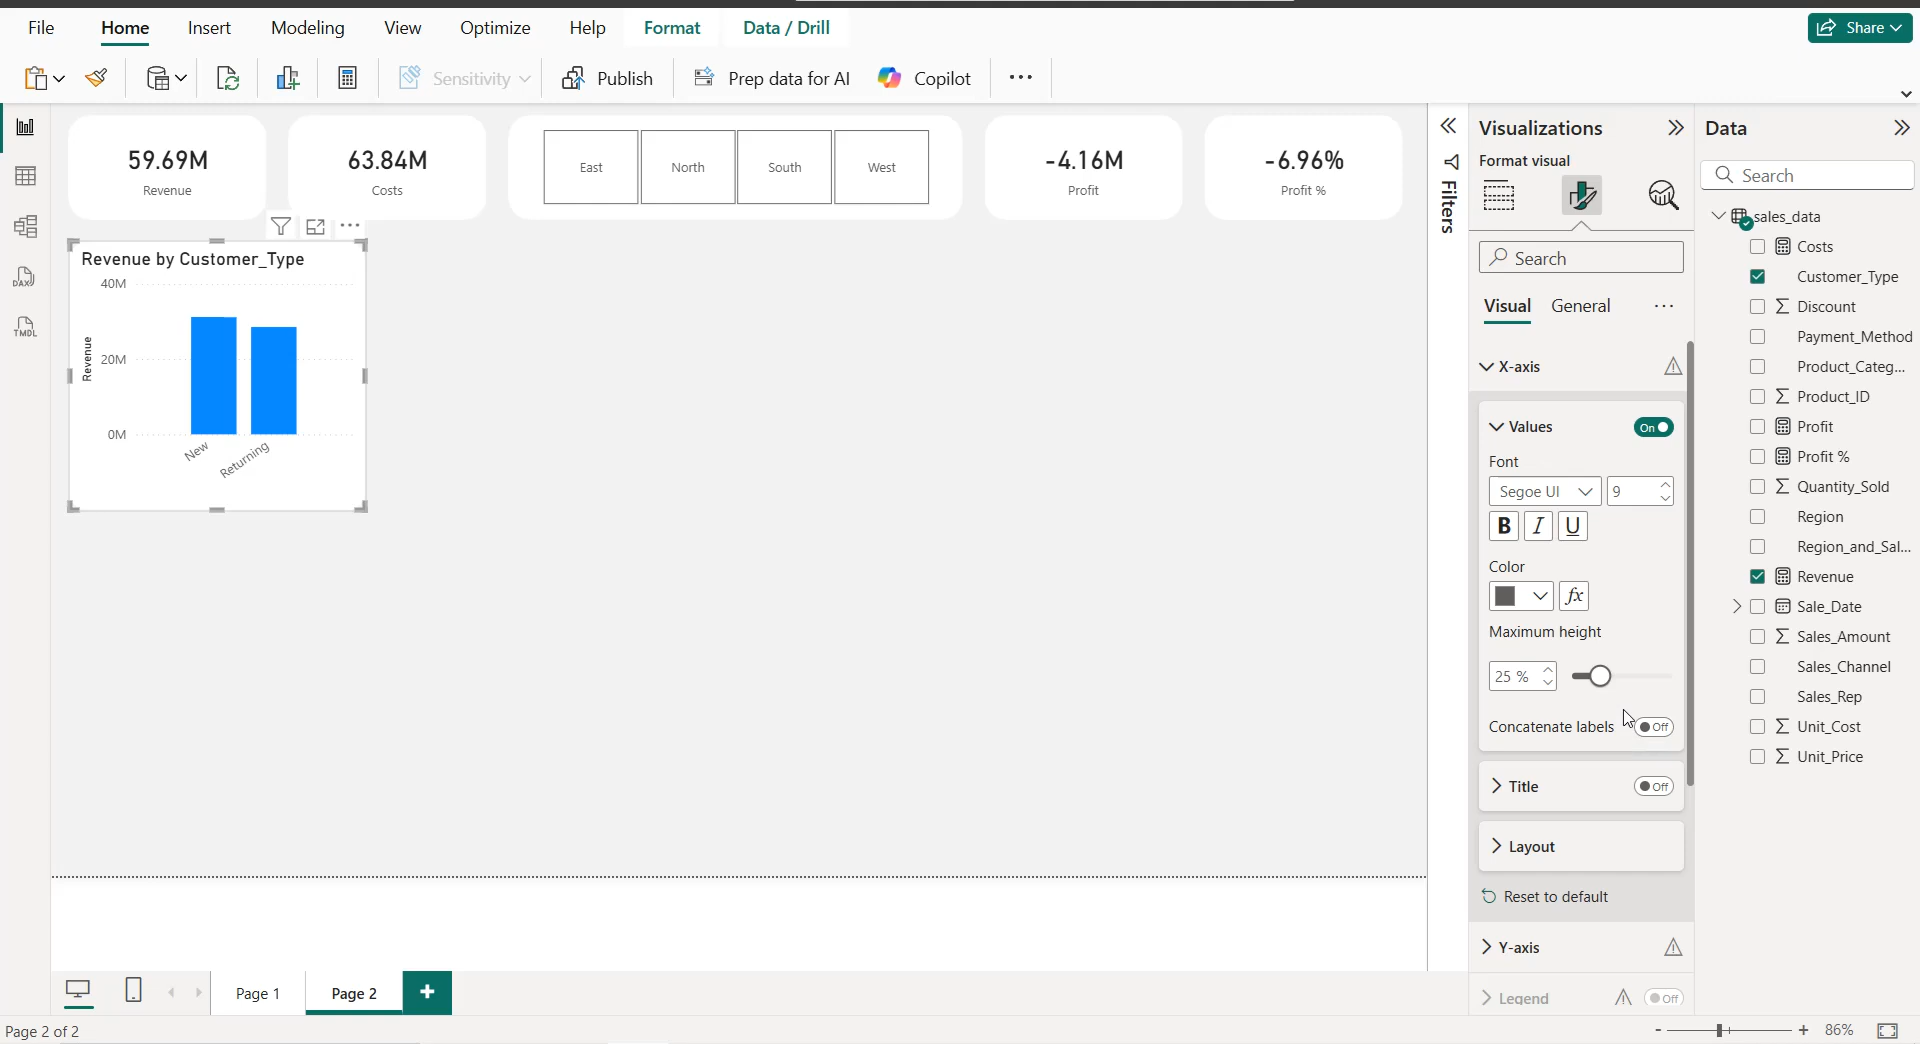 File
Home
Insert
Modeling
View
Optimize
Help
Format
Data / Drill
Share
Sensitivity
Publish
Prep data for AI
Copilot
59.69M
Revenue
63.84M
Costs
East
North
South
West
-4.16M
Profit
-6.96%
Profit %
DAX
TMDL
Revenue by Customer_Type
40M
20M
0M
Revenue
New
Returning
Filters
Visualizations
Format visual
Search
Visual
General
X-axis
Values
On
Font
Segoe UI
9
B
I
U
Color
fx
Maximum height
25 %
Concatenate labels
Off
Title
Off
Layout
Reset to default
Y-axis
Legend
Off
Data
Search
sales_data
Costs
Customer_Type
Σ Discount
Payment_Method
Product_Categ...
Σ Product_ID
Profit
Profit %
Σ Quantity_Sold
Region
Region_and_Sal...
Revenue
Sale_Date
Σ Sales_Amount
Sales_Channel
Sales_Rep
Σ Unit_Cost
Σ Unit_Price
Page 1
Page 2
+
Page 2 of 2
- + 86%